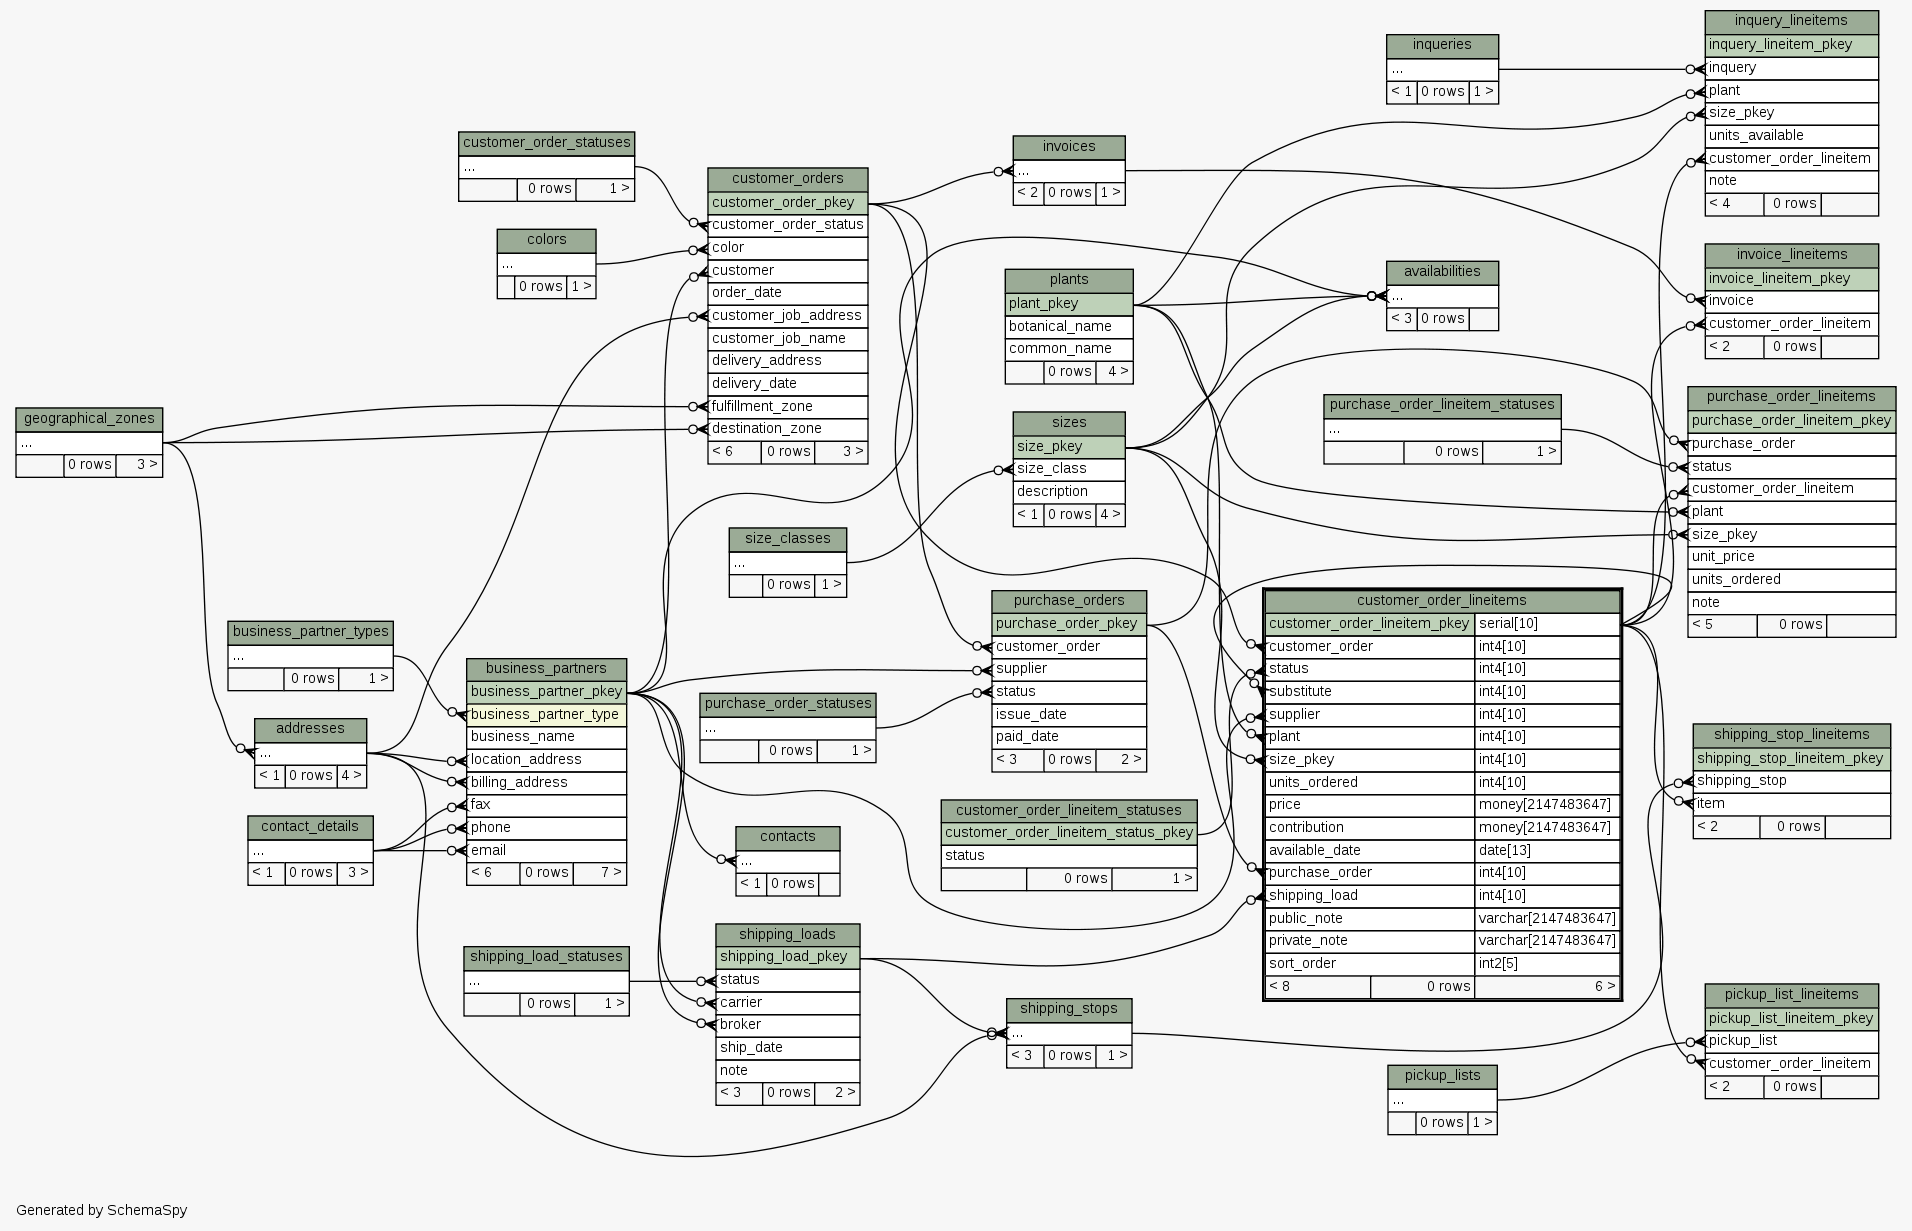 inquery_lineitems
inquery_lineitem_pkey
inquery
plant
size_pkey
units_available
customer_order_lineitem
note
< 4 0 rows
inqueries
...
< 1 0 rows 1 >
customer_order_statuses
...
0 rows 1 >
invoices
...
< 2 0 rows 1 >
customer_orders
customer_order_pkey
customer_order_status
color
customer
order_date
customer_job_address
customer_job_name
delivery_address
delivery_date
fulfillment_zone
destination_zone
< 6 0 rows 3 >
colors
...
0 rows 1 >
invoice_lineitems
invoice_lineitem_pkey
invoice
customer_order_lineitem
< 2 0 rows
availabilities
...
< 3 0 rows
plants
plant_pkey
botanical_name
common_name
0 rows 4 >
purchase_order_lineitems
purchase_order_lineitem_pkey
purchase_order
status
customer_order_lineitem
plant
size_pkey
unit_price
units_ordered
note
< 5 0 rows
purchase_order_lineitem_statuses
...
0 rows 1 >
geographical_zones
...
0 rows 3 >
sizes
size_pkey
size_class
description
< 1 0 rows 4 >
size_classes
...
0 rows 1 >
purchase_orders
purchase_order_pkey
customer_order
supplier
status
issue_date
paid_date
< 3 0 rows 2 >
customer_order_lineitems
customer_order_lineitem_pkey serial[10]
customer_order int4[10]
status int4[10]
substitute int4[10]
supplier int4[10]
plant int4[10]
size_pkey int4[10]
units_ordered int4[10]
price money[2147483647]
contribution money[2147483647]
available_date date[13]
purchase_order int4[10]
shipping_load int4[10]
public_note varchar[2147483647]
private_note varchar[2147483647]
sort_order int2[5]
< 8 0 rows 6 >
business_partner_types
...
0 rows 1 >
business_partners
business_partner_pkey
business_partner_type
business_name
location_address
billing_address
fax
phone
email
< 6 0 rows 7 >
purchase_order_statuses
...
0 rows 1 >
addresses
...
< 1 0 rows 4 >
shipping_stop_lineitems
shipping_stop_lineitem_pkey
shipping_stop
item
< 2 0 rows
customer_order_lineitem_statuses
customer_order_lineitem_status_pkey
status
0 rows 1 >
contact_details
...
< 1 0 rows 3 >
contacts
...
< 1 0 rows
shipping_loads
shipping_load_pkey
status
carrier
broker
ship_date
note
< 3 0 rows 2 >
shipping_load_statuses
...
0 rows 1 >
shipping_stops
...
< 3 0 rows 1 >
pickup_list_lineitems
pickup_list_lineitem_pkey
pickup_list
customer_order_lineitem
< 2 0 rows
pickup_lists
...
0 rows 1 >
Generated by SchemaSpy